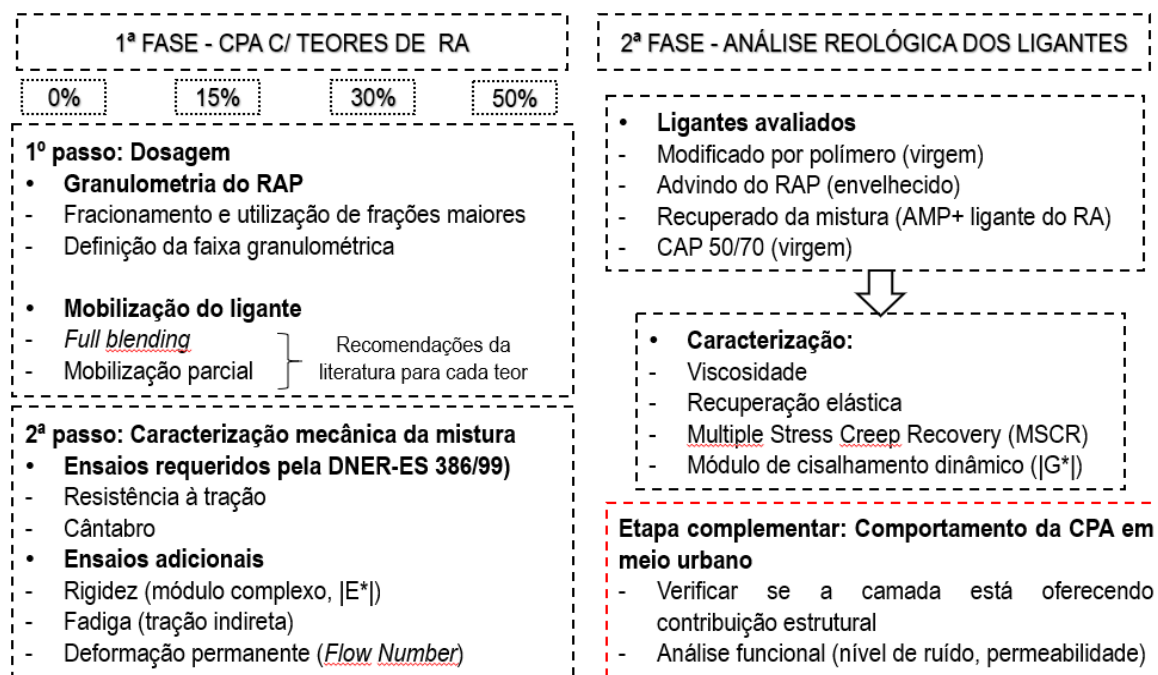 1ª FASE - CPA C/ TEORES DE RA
0% 15% 30% 50%
1º passo: Dosagem
• Granulometria do RAP
- Fracionamento e utilização de frações maiores
- Definição da faixa granulométrica
• Mobilização do ligante
- Full blending
- Mobilização parcial
Recomendações da
literatura para cada teor
2ª passo: Caracterização mecânica da mistura
• Ensaios requeridos pela DNER-ES 386/99)
- Resistência à tração
- Cântabro
• Ensaios adicionais
- Rigidez (módulo complexo, |E*|)
- Fadiga (tração indireta)
- Deformação permanente (Flow Number)
2ª FASE - ANÁLISE REOLÓGICA DOS LIGANTES
• Ligantes avaliados
- Modificado por polímero (virgem)
- Advindo do RAP (envelhecido)
- Recuperado da mistura (AMP+ ligante do RA)
- CAP 50/70 (virgem)
• Caracterização:
- Viscosidade
- Recuperação elástica
- Multiple Stress Creep Recovery (MSCR)
- Módulo de cisalhamento dinâmico (|G*|)
Etapa complementar: Comportamento da CPA em
meio urbano
- Verificar se a camada está oferecendo
contribuição estrutural
- Análise funcional (nível de ruído, permeabilidade)